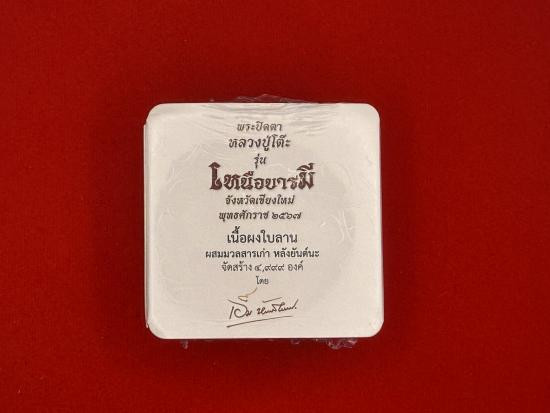 พระปิดตา
หลวงปู่โต๊ะ
รุ่น
เหนือบารมี
จังหวัดเชียงใหม่
พุทธศักราช ๒๕๖๗
เนื้อผงใบลาน
ผสมมวลสารเก่า หลังยันต์นะ
จัดสร้าง ๔,๙๙๙ องค์
โดย